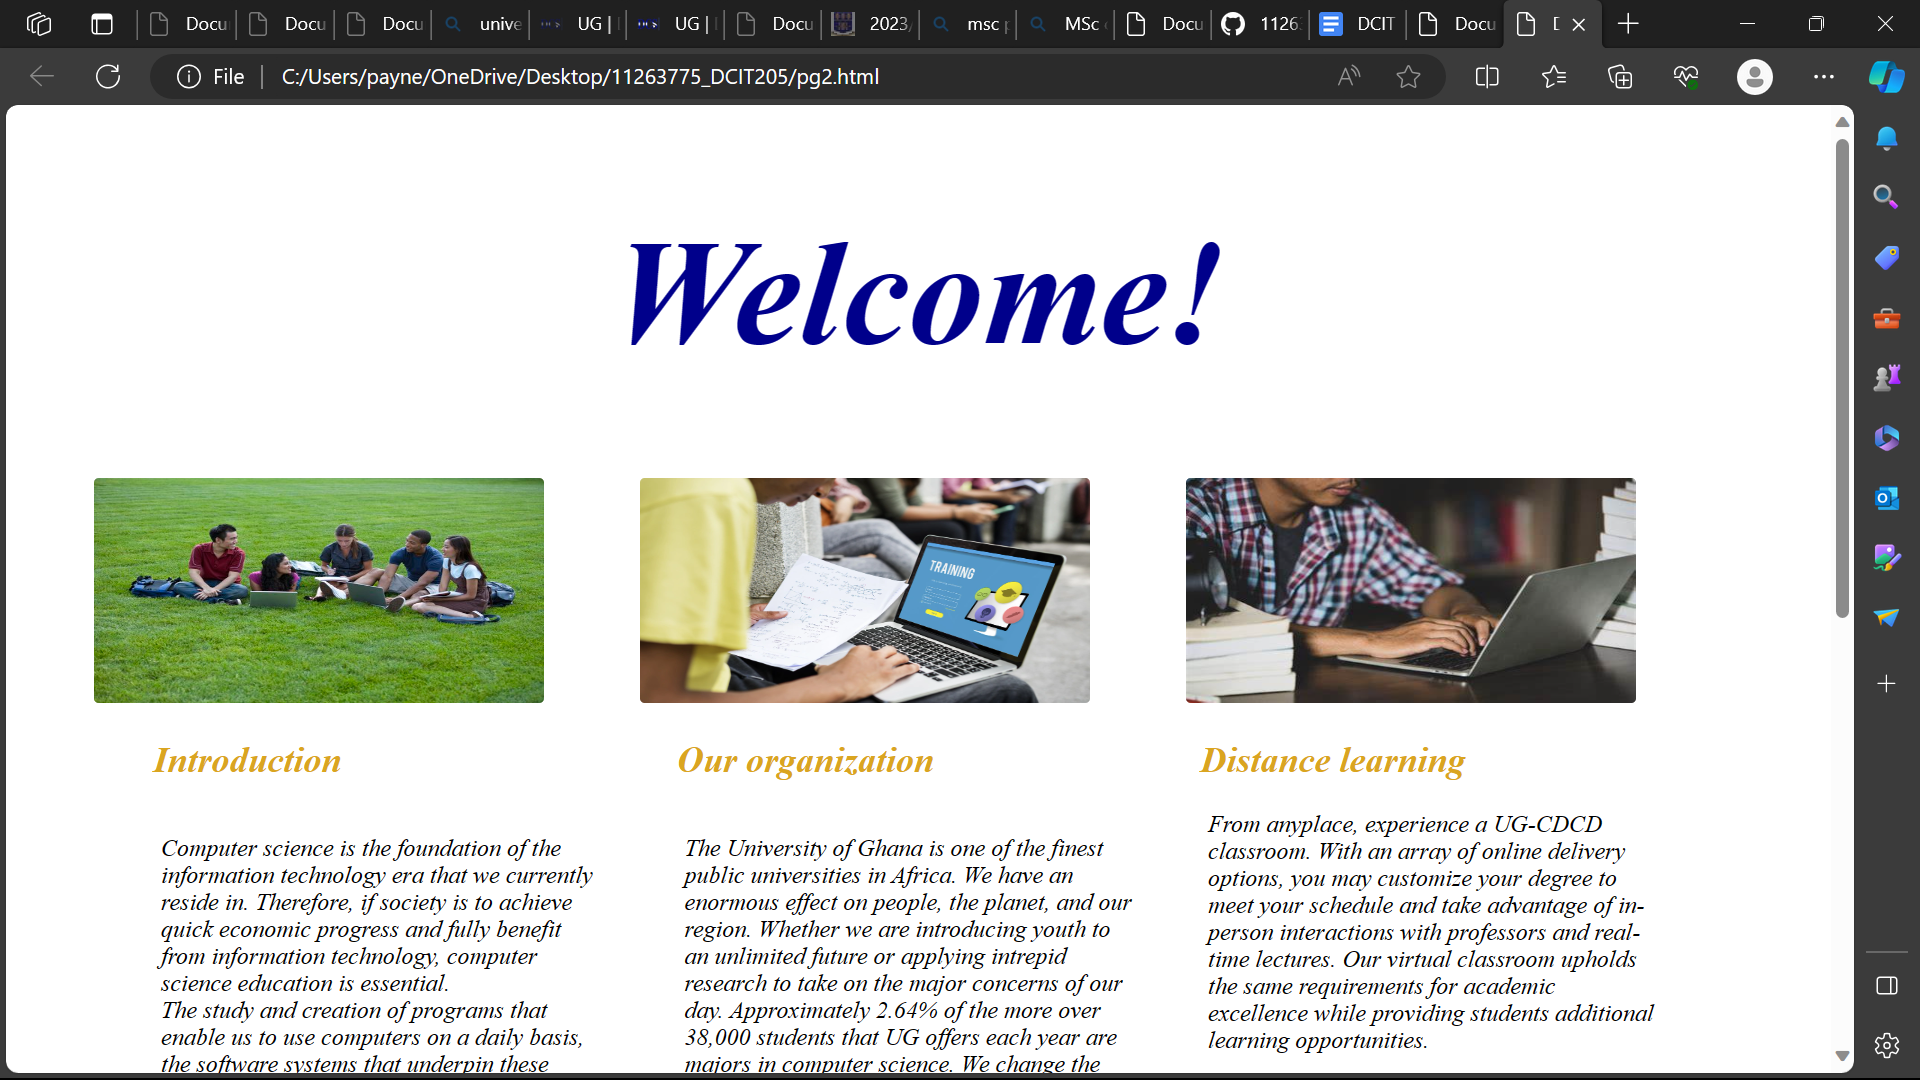 Docu
Docu
Docu
unive
UG |
UG |
Docu
2023
msc p
MSc
Docu
1126
DCIT
Docu
File
C:/Users/payne/OneDrive/Desktop/11263775_DCIT205/pg2.html
Welcome!
TRAINING
Introduction
Computer science is the foundation of the
information technology era that we currently
reside in. Therefore, if society is to achieve
quick economic progress and fully benefit
from information technology, computer
science education is essential.
The study and creation of programs that
enable us to use computers on a daily basis,
the software systems that underpin these
Our organization
The University of Ghana is one of the finest
public universities in Africa. We have an
enormous effect on people, the planet, and our
region. Whether we are introducing youth to
an unlimited future or applying intrepid
research to take on the major concerns of our
day. Approximately 2.64% of the more over
38,000 students that UG offers each year are
majors in computer science. We change the
Distance learning
From anyplace, experience a UG-CDCD
classroom. With an array of online delivery
options, you may customize your degree to
meet your schedule and take advantage of in-
person interactions with professors and real-
time lectures. Our virtual classroom upholds
the same requirements for academic
excellence while providing students additional
learning opportunities.